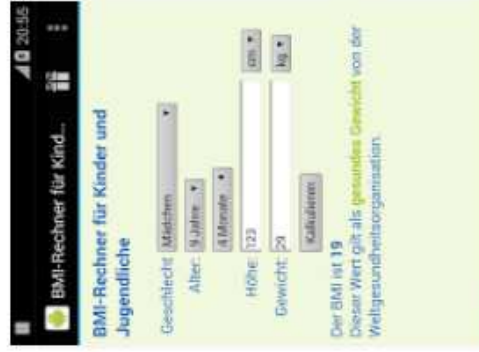 20:55
BMI-Rechner für Kind...
BMI-Rechner für Kinder und
Jugendliche
Geschlecht Mädchen
Alter: 9 Jahre
4 Monate
Höhe: 123 cm
Gewicht: 29 kg
Kalkulieren
Der BMI ist 19
Dieser Wert gilt als gesundes Gewicht von der
Weltgesundheitsorganisation.